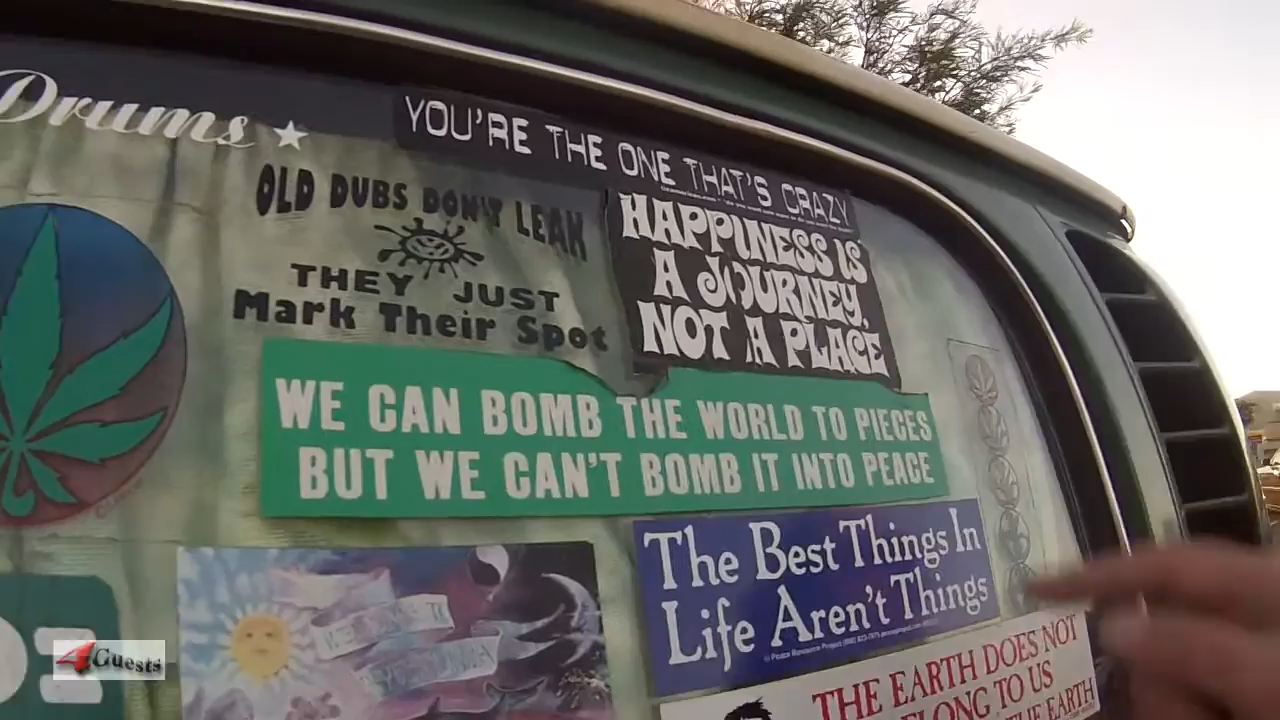 Drums
YOU'RE THE ONE THAT'S CRAZY
OLD DUBS DON'T LEAK
THEY JUST
Mark Their Spot
HAPPINESS IS
A JOURNEY,
NOT A PLACE
WE CAN BOMB THE WORLD TO PIECES
BUT WE CAN'T BOMB IT INTO PEACE
The Best Things In
Life Aren't Things
THE EARTH DOES NOT
ELONG TO US
THE EARTH
4Guests